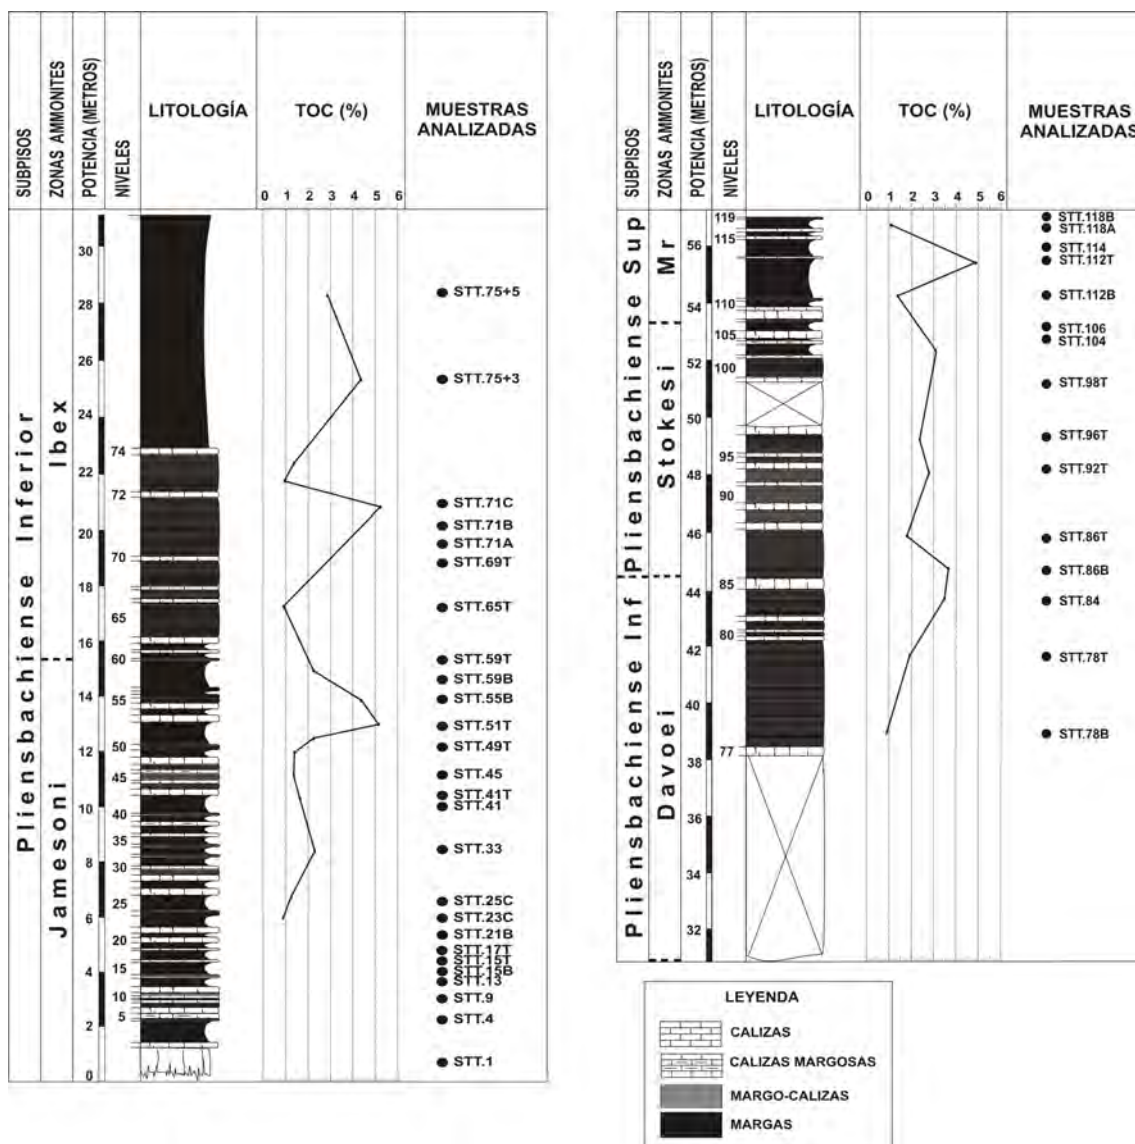 SUBPISOS
ZONAS AMMONITES
POTENCIA (METROS)
NIVELES
LITOLOGÍA
TOC (%)
MUESTRAS
ANALIZADAS
0 1 2 3 4 5 6
Pliensbachiense Inferior
Ibex
Jamesoni
30
28
26
24
22
20
18
16
14
12
10
8
6
4
2
0
74
72
70
65
60
55
50
45
40
35
30
25
20
15
10
5
STT.75+5
STT.75+3
STT.71C
STT.71B
STT.71A
STT.69T
STT.65T
STT.59T
STT.59B
STT.55B
STT.51T
STT.49T
STT.45
STT.41T
STT.41
STT.33
STT.25C
STT.23C
STT.21B
STT.17T
STT.15T
STT.15B
STT.13
STT.9
STT.4
STT.1
SUBPISOS
ZONAS AMMONITES
POTENCIA (METROS)
NIVELES
LITOLOGÍA
TOC (%)
MUESTRAS
ANALIZADAS
0 1 2 3 4 5 6
Pliensbachiense Sup
Pliensbachiense Inf
Mr
Stokesi
Davoei
56
54
52
50
48
46
44
42
40
38
36
34
32
119
115
110
105
100
95
90
85
80
77
STT.118B
STT.118A
STT.114
STT.112T
STT.112B
STT.106
STT.104
STT.98T
STT.96T
STT.92T
STT.86T
STT.86B
STT.84
STT.78T
STT.78B
LEYENDA
CALIZAS
CALIZAS MARGOSAS
MARGO-CALIZAS
MARGAS